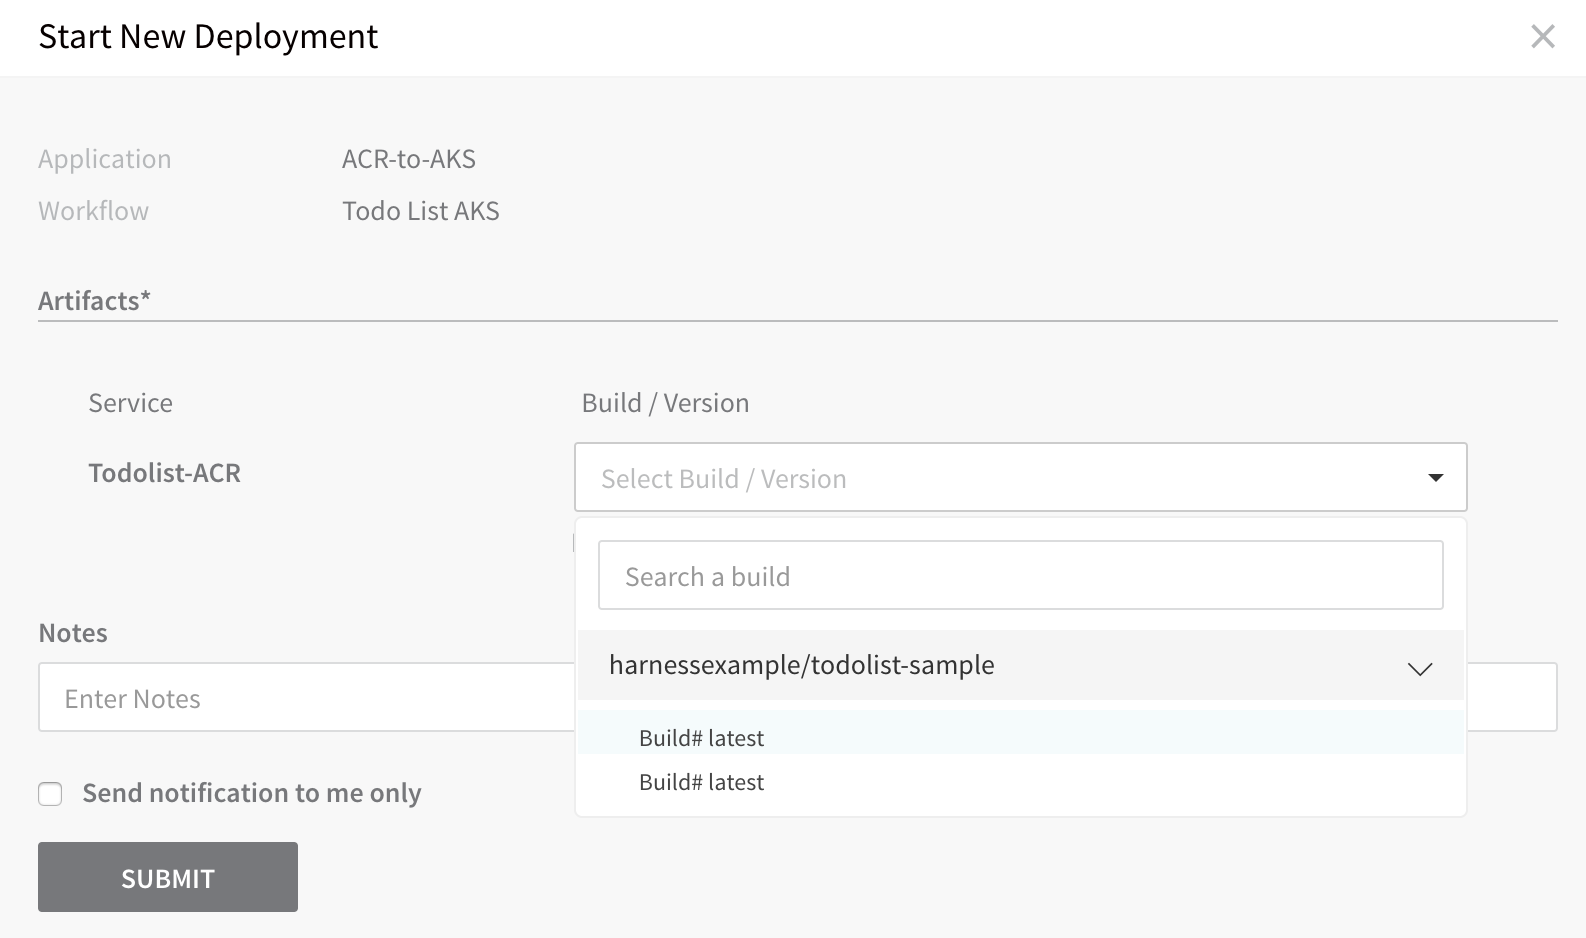 Start New Deployment
Application ACR-to-AKS
Workflow Todo List AKS
Artifacts*
Service Build / Version
Todolist-ACR Select Build / Version
Search a build
harnessexample/todolist-sample
Build# latest
Build# latest
Notes
Enter Notes
Send notification to me only
SUBMIT